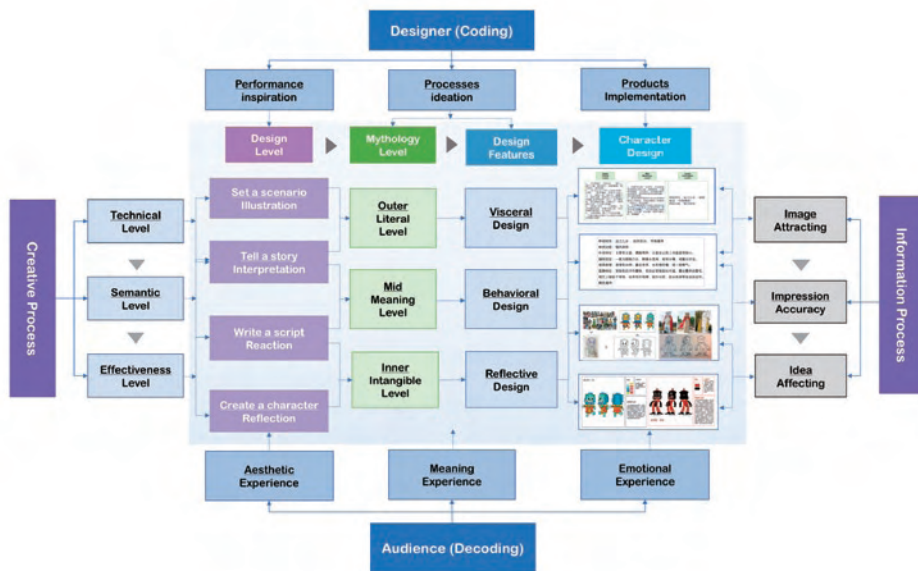 Designer (Coding)
Performance
inspiration
Processes
ideation
Products
Implementation
Design
Level
Mythology
Level
Design
Features
Character
Design
Creative Process
Technical
Level
Semantic
Level
Effectiveness
Level
Set a scenario
Illustration
Tell a story
Interpretation
Write a script
Reaction
Create a character
Reflection
Outer
Literal Level
Mid
Meaning Level
Inner
Intangible
Level
Visceral Design
Behavioral Design
Reflective
Design
Image
Attracting
Impression
Accuracy
Idea
Affecting
Information Process
Aesthetic
Experience
Meaning
Experience
Emotional
Experience
Audience (Decoding)